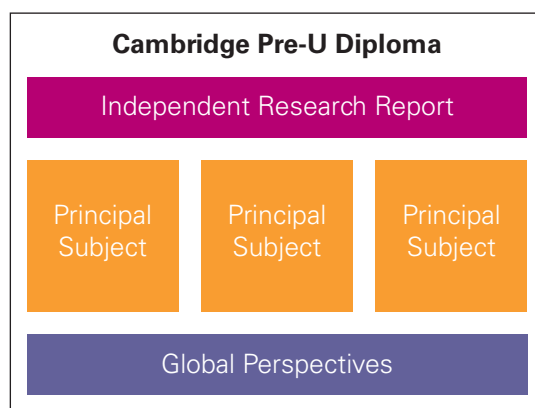 Cambridge Pre-U Diploma
Independent Research Report
Principal
Subject
Principal
Subject
Principal
Subject
Global Perspectives